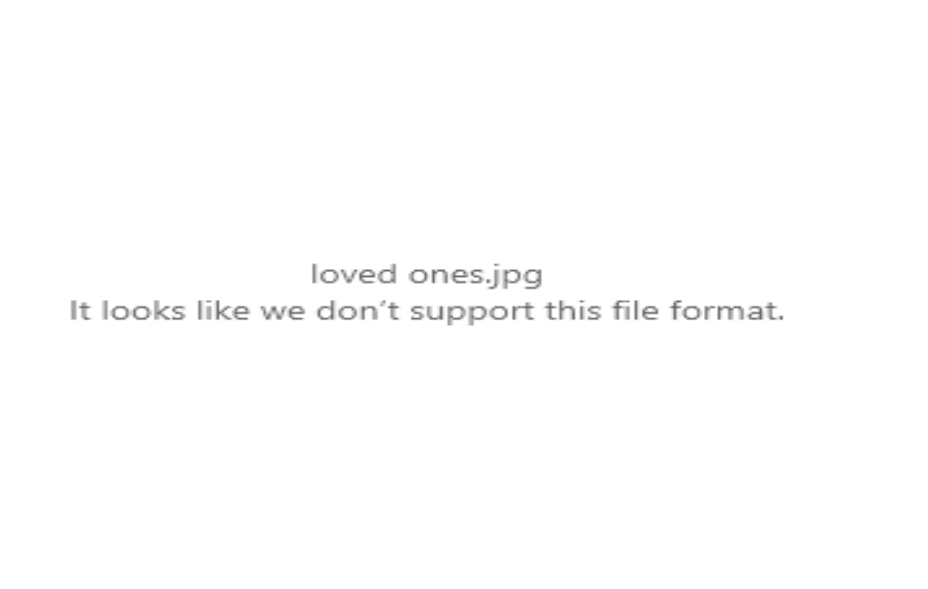 loved ones.jpg
It looks like we don’t support this file format.